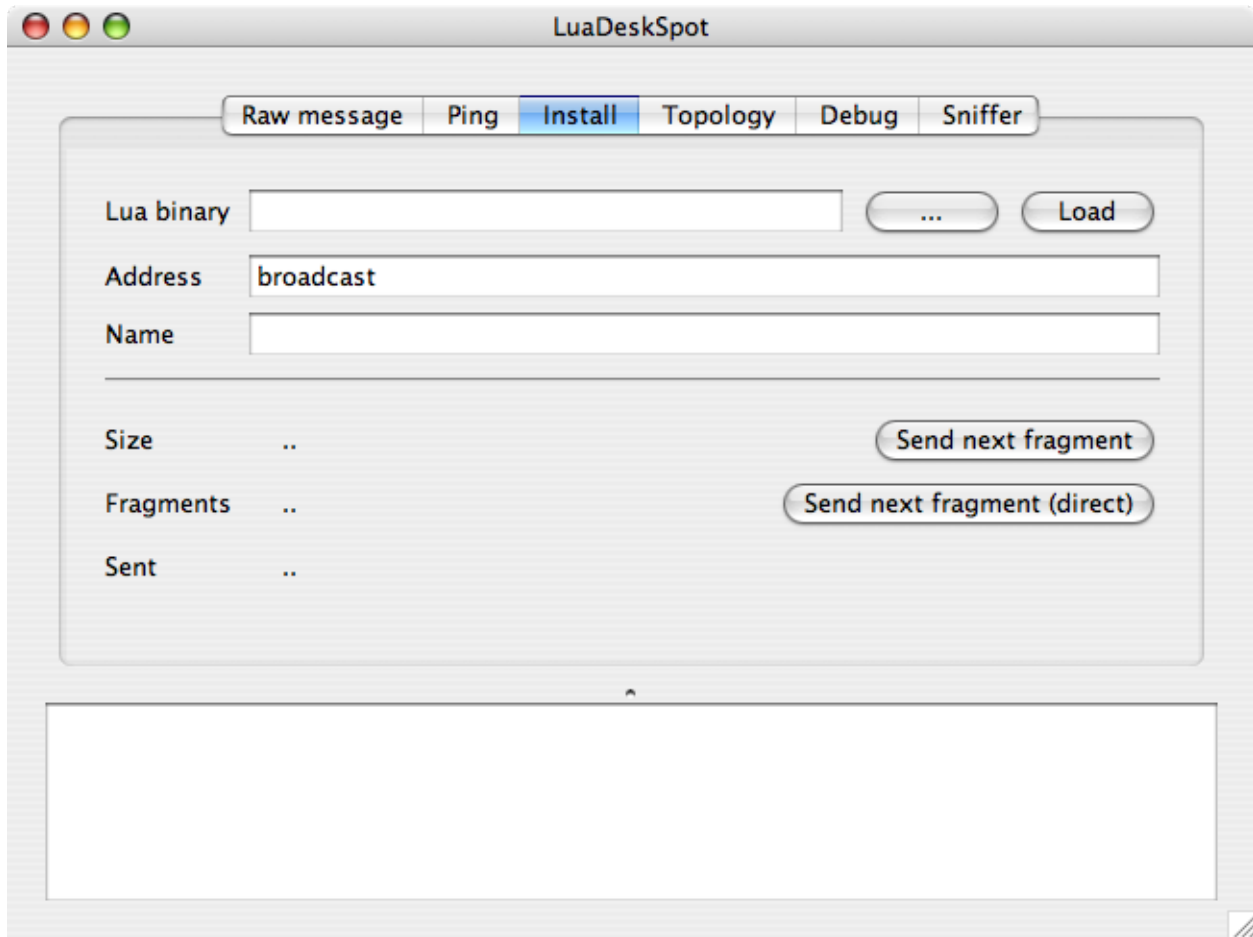 LuaDeskSpot
Raw message Ping Install Topology Debug Sniffer
Lua binary ... Load
Address broadcast
Name
Size .. Send next fragment
Fragments .. Send next fragment (direct)
Sent ..